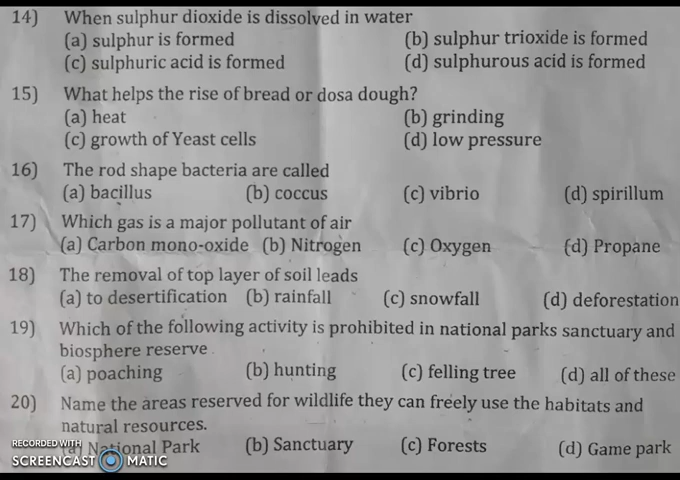 14) When sulphur dioxide is dissolved in water
(a) sulphur is formed (b) sulphur trioxide is formed
(c) sulphuric acid is formed (d) sulphurous acid is formed
15) What helps the rise of bread or dosa dough?
(a) heat (b) grinding
(c) growth of Yeast cells (d) low pressure
16) The rod shape bacteria are called
(a) bacillus (b) coccus (c) vibrio (d) spirillum
17) Which gas is a major pollutant of air
(a) Carbon mono-oxide (b) Nitrogen (c) Oxygen (d) Propane
18) The removal of top layer of soil leads
(a) to desertification (b) rainfall (c) snowfall (d) deforestation
19) Which of the following activity is prohibited in national parks sanctuary and
biosphere reserve
(a) poaching (b) hunting (c) felling tree (d) all of these
20) Name the areas reserved for wildlife they can freely use the habitats and
natural resources.
(a) National Park (b) Sanctuary (c) Forests (d) Game park
RECORDED WITH
SCREENCAST MATIC